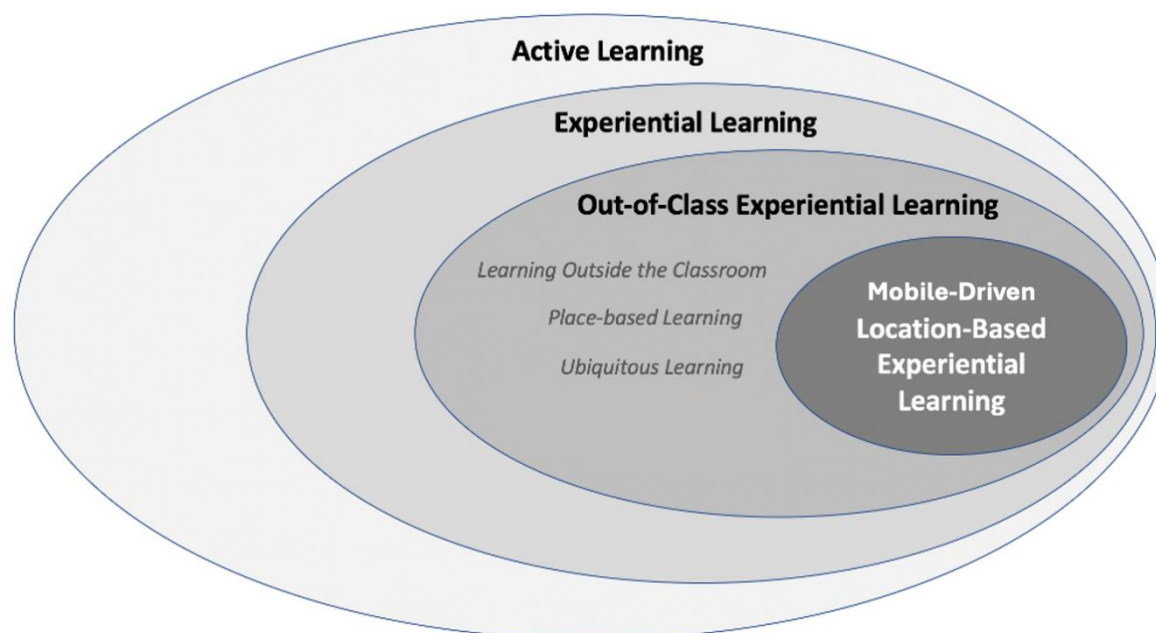 Active Learning
Experiential Learning
Out-of-Class Experiential Learning
Learning Outside the Classroom
Place-based Learning
Ubiquitous Learning
Mobile-Driven
Location-Based
Experiential
Learning